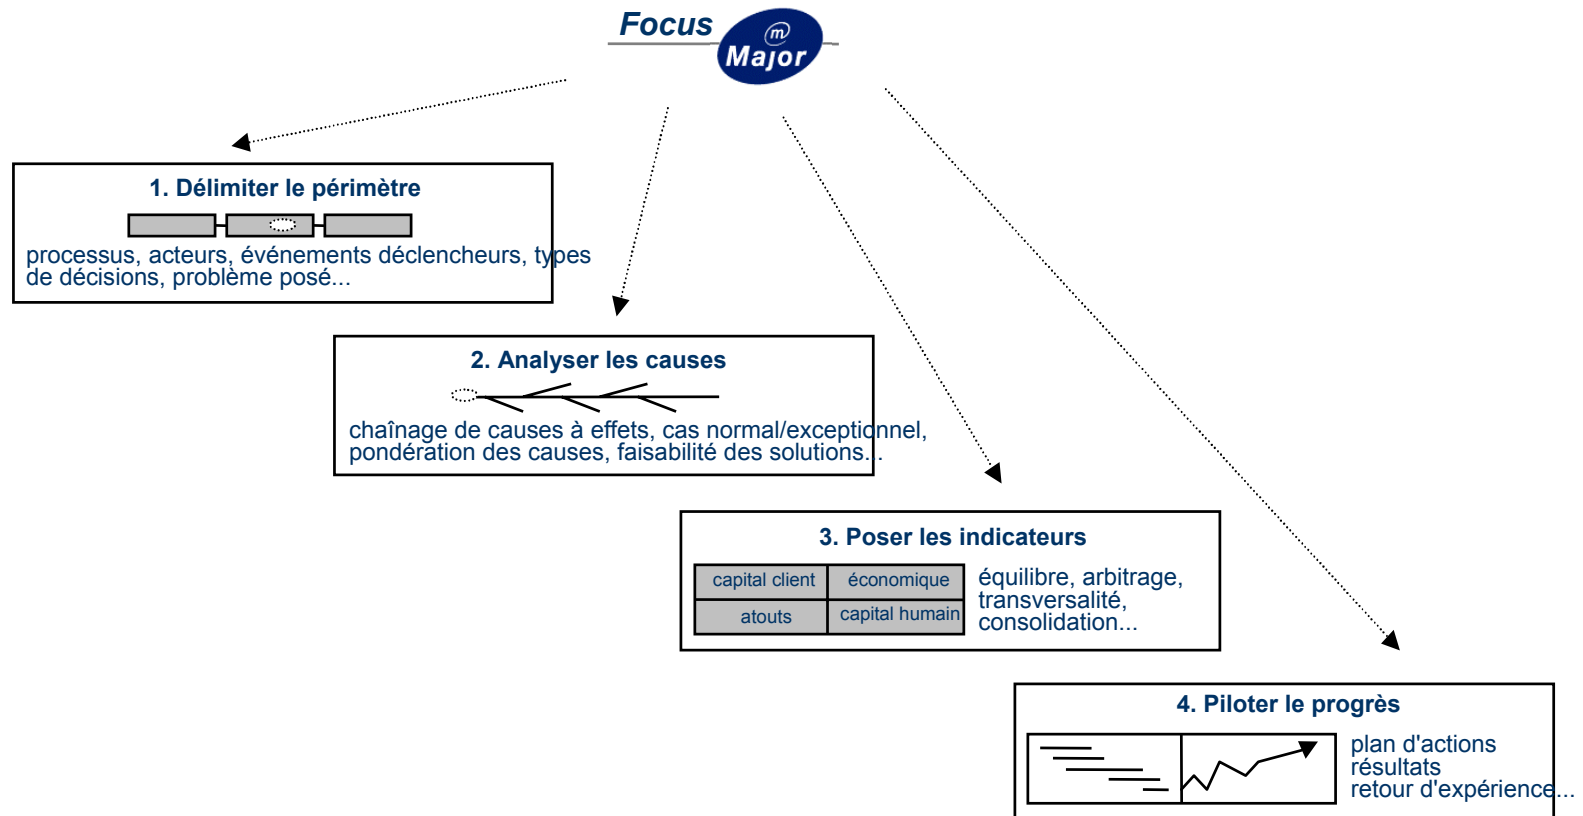 Focus
m
Major
1. Délimiter le périmètre
processus, acteurs, événements déclencheurs, types
de décisions, problème posé...
2. Analyser les causes
chaînage de causes à effets, cas normal/exceptionnel,
pondération des causes, faisabilité des solutions...
3. Poser les indicateurs
capital client
économique
atouts
capital humain
équilibre, arbitrage,
transversalité,
consolidation...
4. Piloter le progrès
plan d'actions
résultats
retour d'expérience...